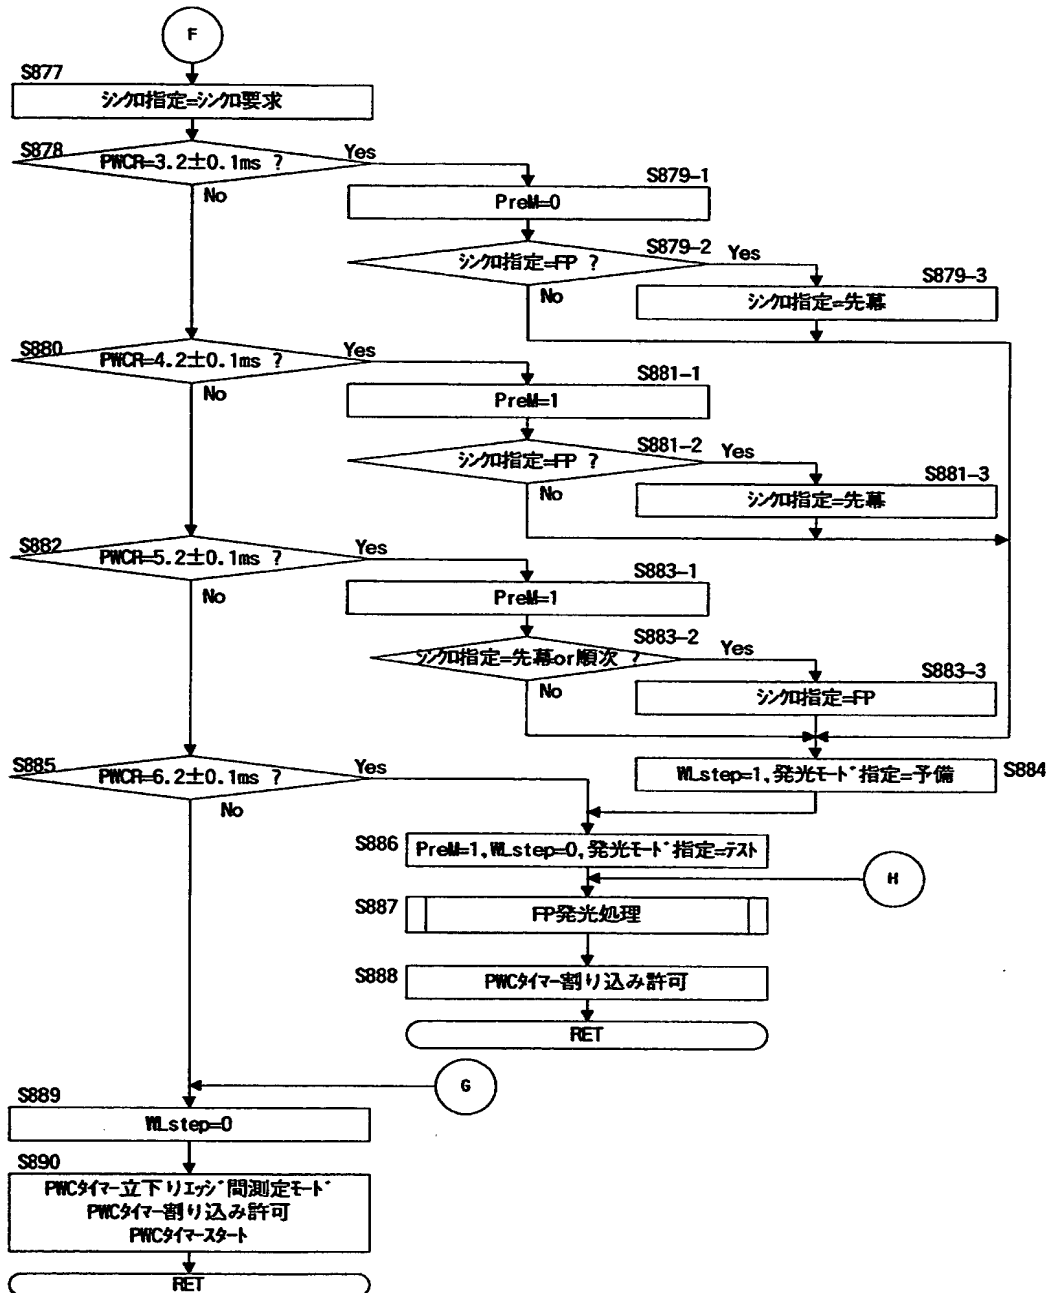 F
S877
シンクロ指定=シンクロ要求
S878
PWCR=3.2±0.1ms ?
Yes
No
S879-1
PreM=0
S879-2
シンクロ指定=FP ?
Yes
No
S879-3
シンクロ指定=先幕
S880
PWCR=4.2±0.1ms ?
Yes
No
S881-1
PreM=1
S881-2
シンクロ指定=FP ?
Yes
No
S881-3
シンクロ指定=先幕
S882
PWCR=5.2±0.1ms ?
Yes
No
S883-1
PreM=1
S883-2
シンクロ指定=先幕or順次 ?
Yes
No
S883-3
シンクロ指定=FP
S885
PWCR=6.2±0.1ms ?
Yes
No
WLstep=1,発光モード指定=予備
S884
S886
PreM=1,WLstep=0,発光モード指定=テスト
H
S887
FP発光処理
S888
PWCタイマー割り込み許可
RET
G
S889
WLstep=0
S890
PWCタイマー立下りエッジ間測定モード
PWCタイマー割り込み許可
PWCタイマースタート
RET